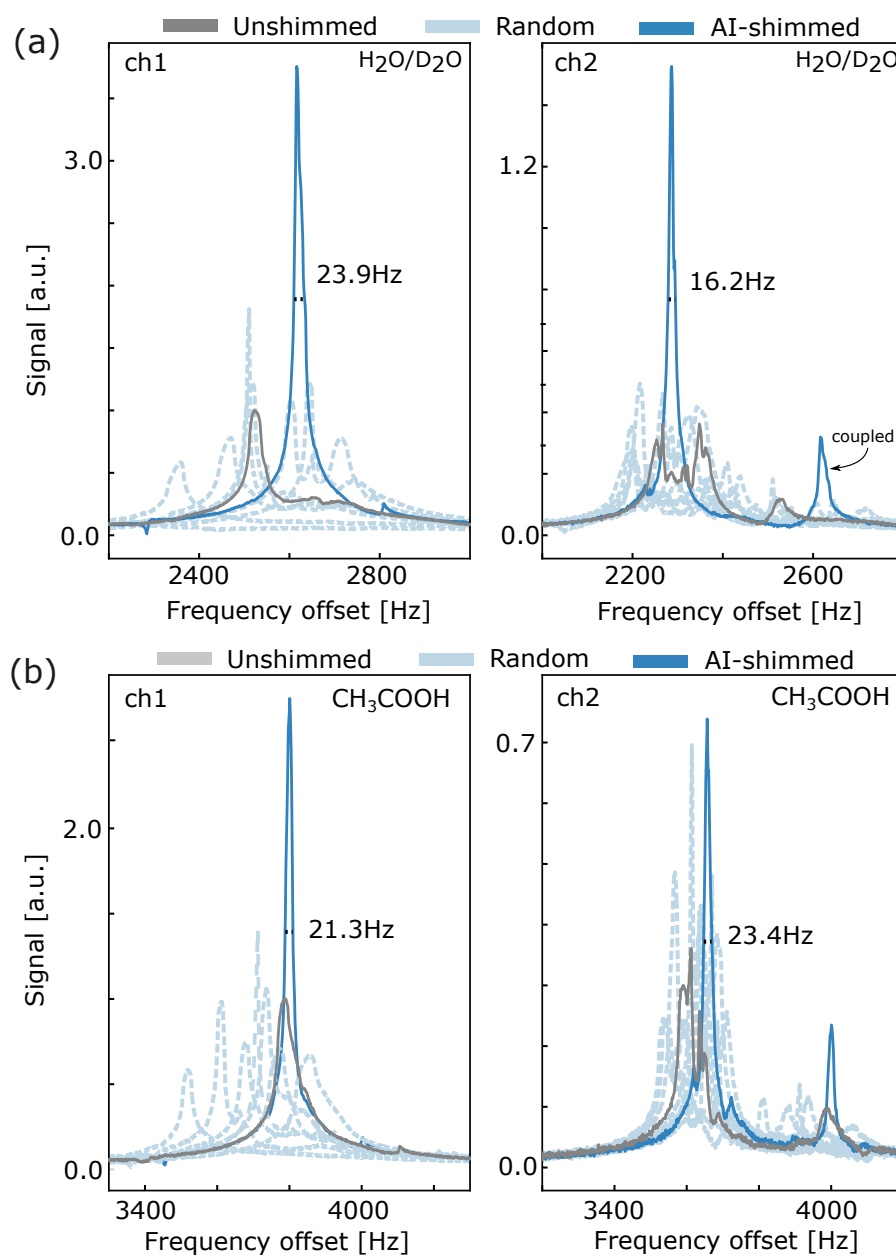 (a) Unshimmed Random AI-shimmed
ch1 H₂O/D₂O
3.0
0.0
Signal [a.u.]
23.9Hz
2400 2800
Frequency offset [Hz]
ch2 H₂O/D₂O
1.2
0.0
16.2Hz
coupled
2200 2600
Frequency offset [Hz]
(b) Unshimmed Random AI-shimmed
ch1 CH₃COOH
2.0
0.0
Signal [a.u.]
21.3Hz
3400 4000
Frequency offset [Hz]
ch2 CH₃COOH
0.7
0.0
23.4Hz
3400 4000
Frequency offset [Hz]